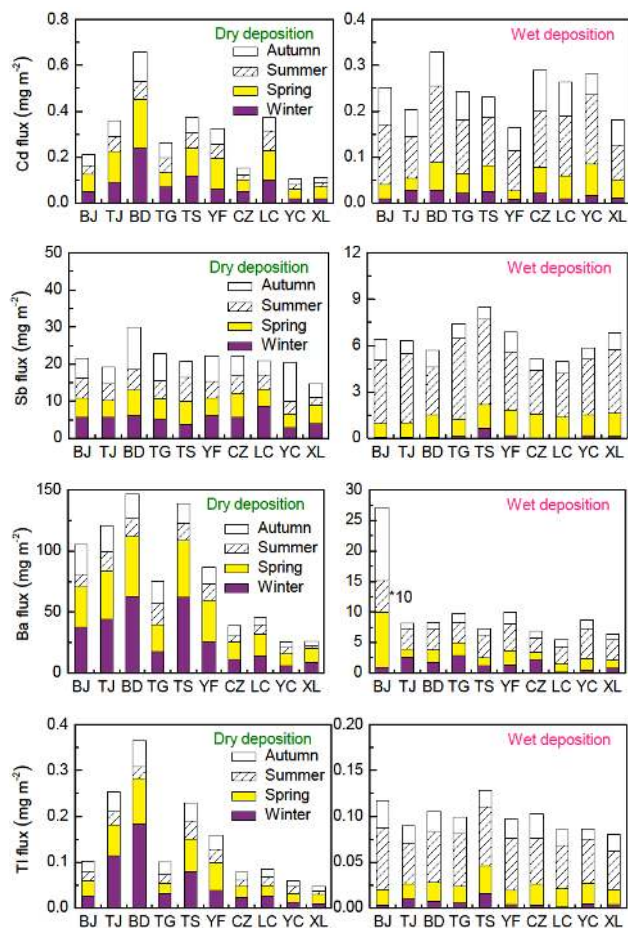 Cd flux (mg m⁻²)
0.8
0.6
0.4
0.2
0.0
Dry deposition
Autumn
Summer
Spring
Winter
BJ TJ BD TG TS YF CZ LC YC XL
0.4
0.3
0.2
0.1
0.0
Wet deposition
BJ TJ BD TG TS YF CZ LC YC XL
Sb flux (mg m⁻²)
50
40
30
20
10
0
Dry deposition
Autumn
Summer
Spring
Winter
BJ TJ BD TG TS YF CZ LC YC XL
12
9
6
3
0
Wet deposition
BJ TJ BD TG TS YF CZ LC YC XL
Ba flux (mg m⁻²)
150
100
50
0
Dry deposition
Autumn
Summer
Spring
Winter
BJ TJ BD TG TS YF CZ LC YC XL
30
25
20
15
10
5
0
Wet deposition
*10
BJ TJ BD TG TS YF CZ LC YC XL
Tl flux (mg m⁻²)
0.4
0.3
0.2
0.1
0.0
Dry deposition
Autumn
Summer
Spring
Winter
BJ TJ BD TG TS YF CZ LC YC XL
0.20
0.15
0.10
0.05
0.00
Wet deposition
BJ TJ BD TG TS YF CZ LC YC XL